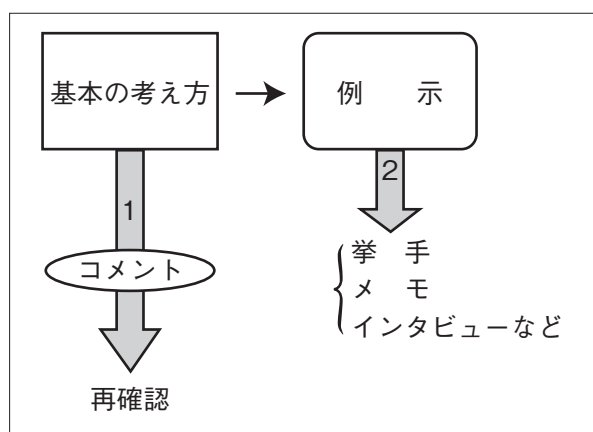 基本の考え方
例　示
1
2
コメント
再確認
挙　手
メ　モ
インタビューなど